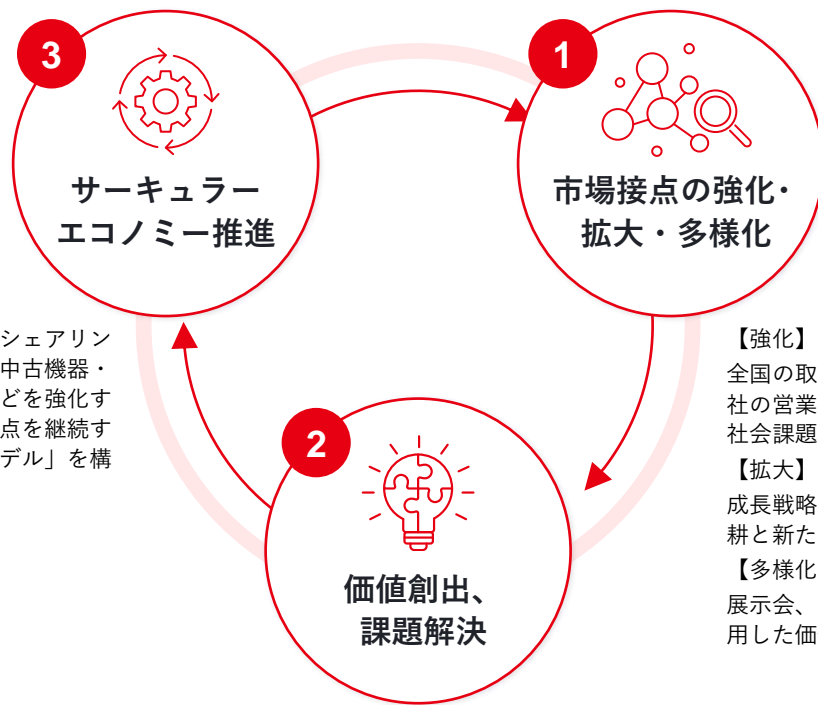 3
サーキュラー
エコノミー推進
1
市場接点の強化・
拡大・多様化
シェアリン
中古機器・
どを強化す
点を継続す
デル」を構
2
価値創出、
課題解決
【強化】
全国の取
社の営業
社会課題
【拡大】
成長戦略
耕と新た
【多様化
展示会、
用した価